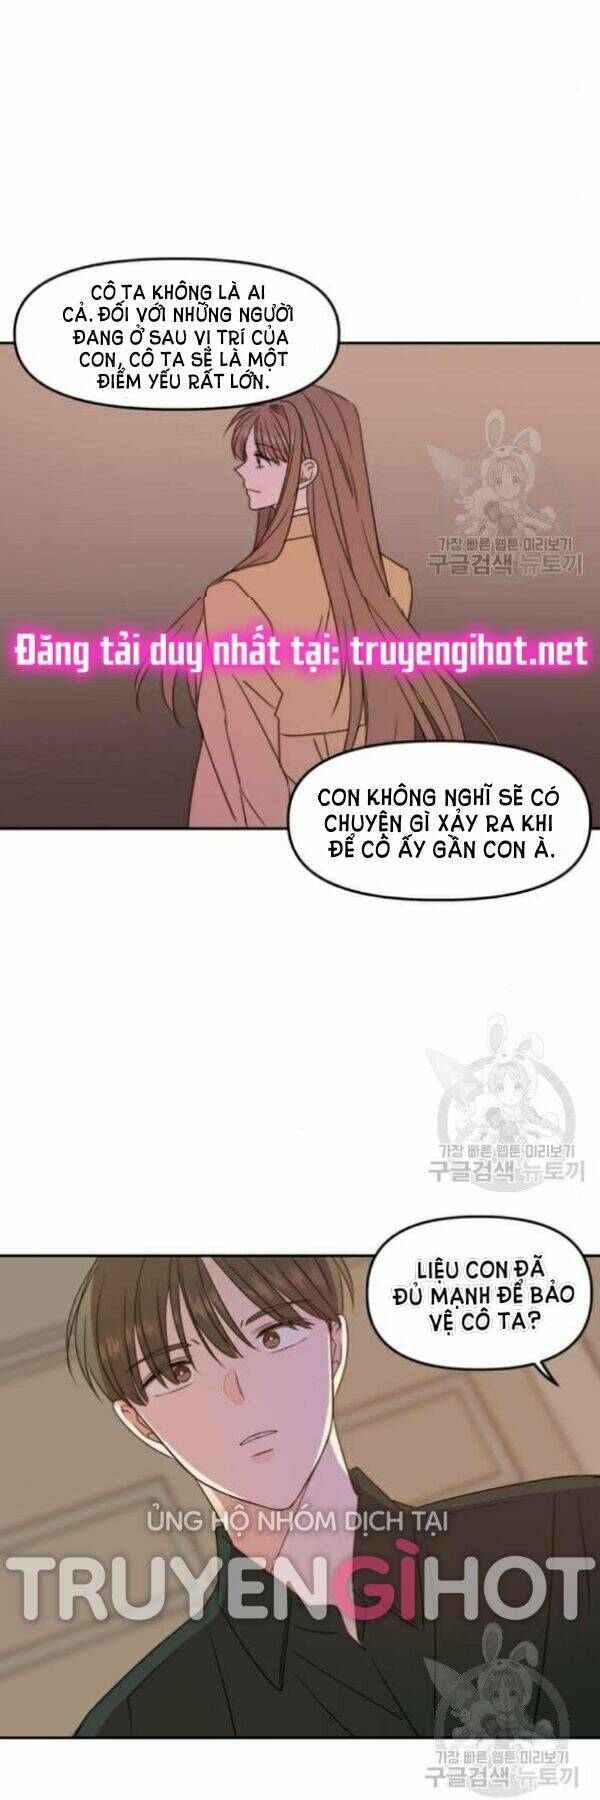 CÔ TA KHÔNG LÀ AI
CẢ. ĐỐI VỚI NHỮNG NGƯỜI
ĐANG Ở SAU VỊ TRÍ CỦA
CON, CÔ TA SẼ LÀ MỘT
ĐIỂM YẾU RẤT LỚN.
가장 빠른 웹툰 미리보기
구글검색 뉴토끼
Đăng tải duy nhất tại: truyengihot.net
CON KHÔNG NGHĨ SẼ CÓ
CHUYỆN GÌ XẢY RA KHI
ĐỂ CÔ ẤY GẦN CON À.
가장 빠른 웹툰 미리보기
구글검색 뉴토끼
LIỆU CON ĐÃ
ĐỦ MẠNH ĐỂ BẢO
VỆ CÔ TA?
ỦNG HỘ NHÓM DỊCH TẠI
TRUYENGÌHOT
가장 빠른 웹툰 미리보기
구글검색 뉴토끼